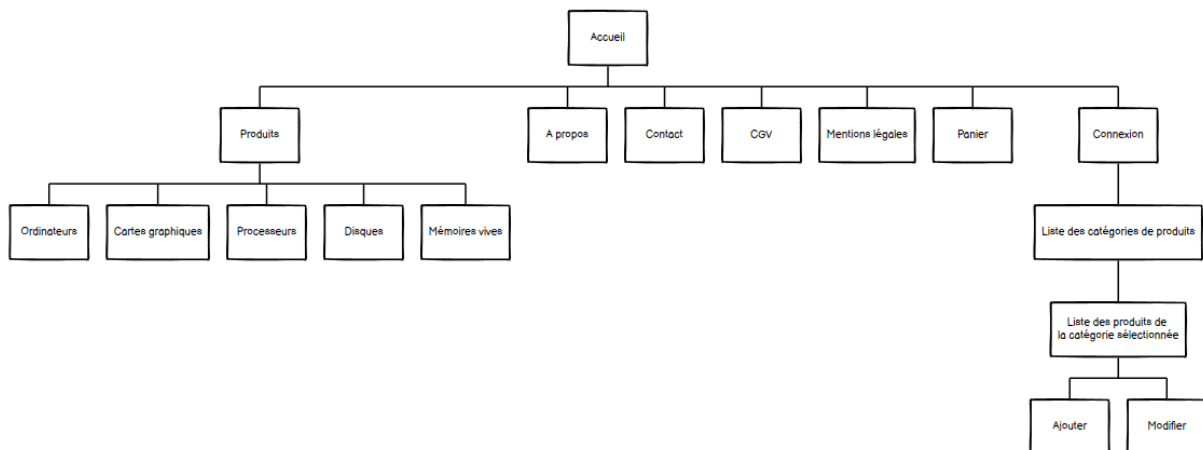 Accueil
Produits
A propos
Contact
CGV
Mentions légales
Panier
Connexion
Ordinateurs
Cartes graphiques
Processeurs
Disques
Mémoires vives
Liste des catégories de produits
Liste des produits de
la catégorie sélectionnée
Ajouter
Modifier